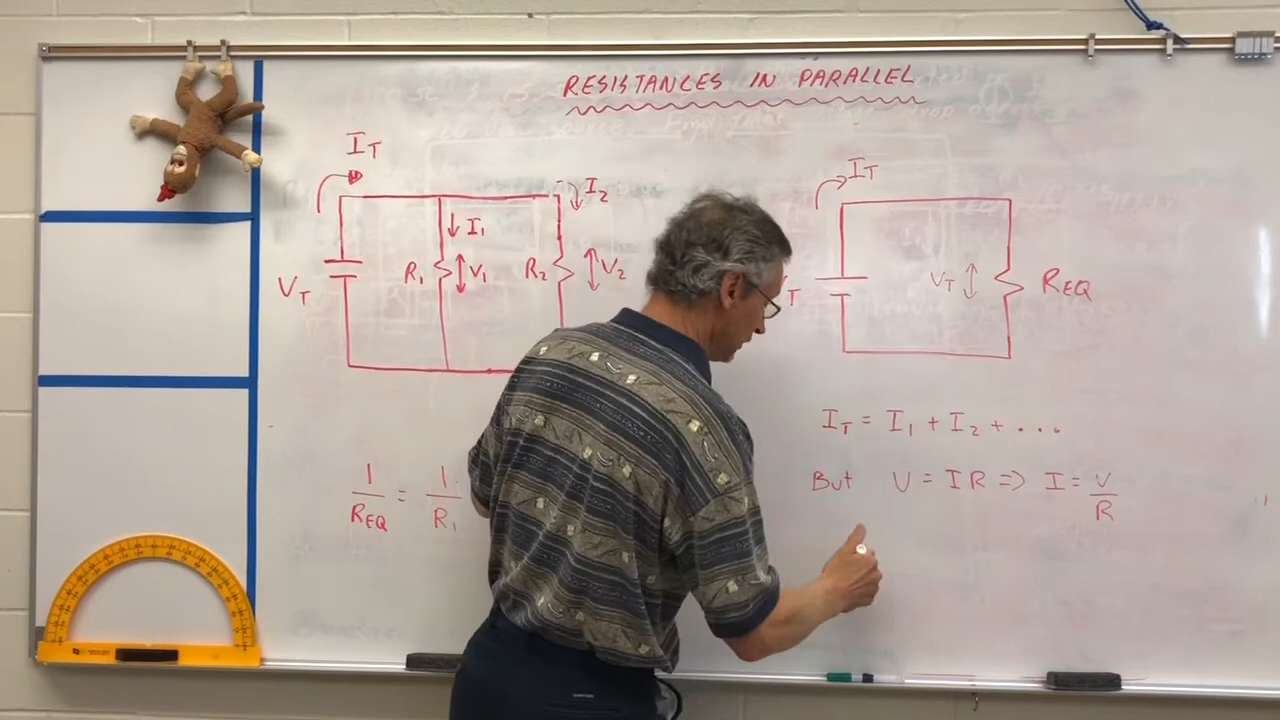 RESISTANCES IN PARALLEL
I_T
I_2
I_1
V_T
R_1
V_1
R_2
V_2
1/R_EQ = 1/R_1
I_T
T
V_T
R_EQ
I_T = I_1 + I_2 + ...
But V = IR => I = V/R